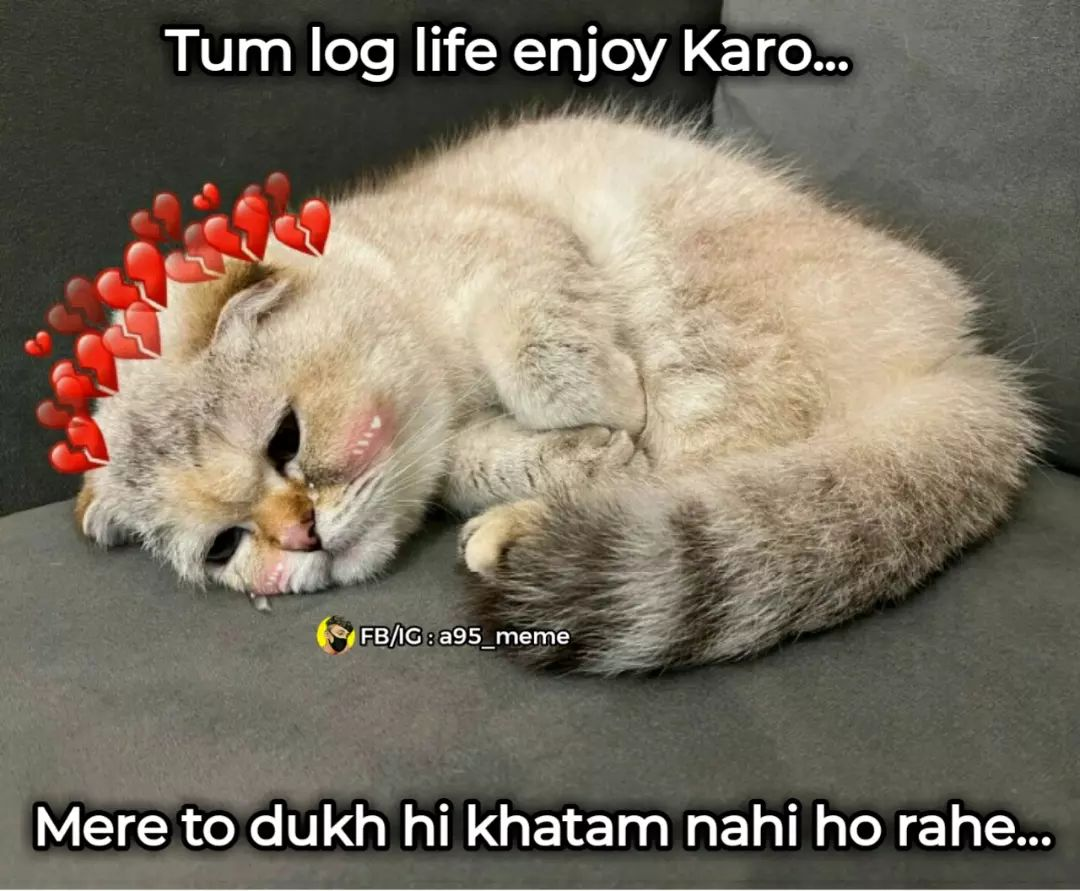 Tum log life enjoy Karo...
FB/IG : a95_meme
Mere to dukh hi khatam nahi ho rahe...